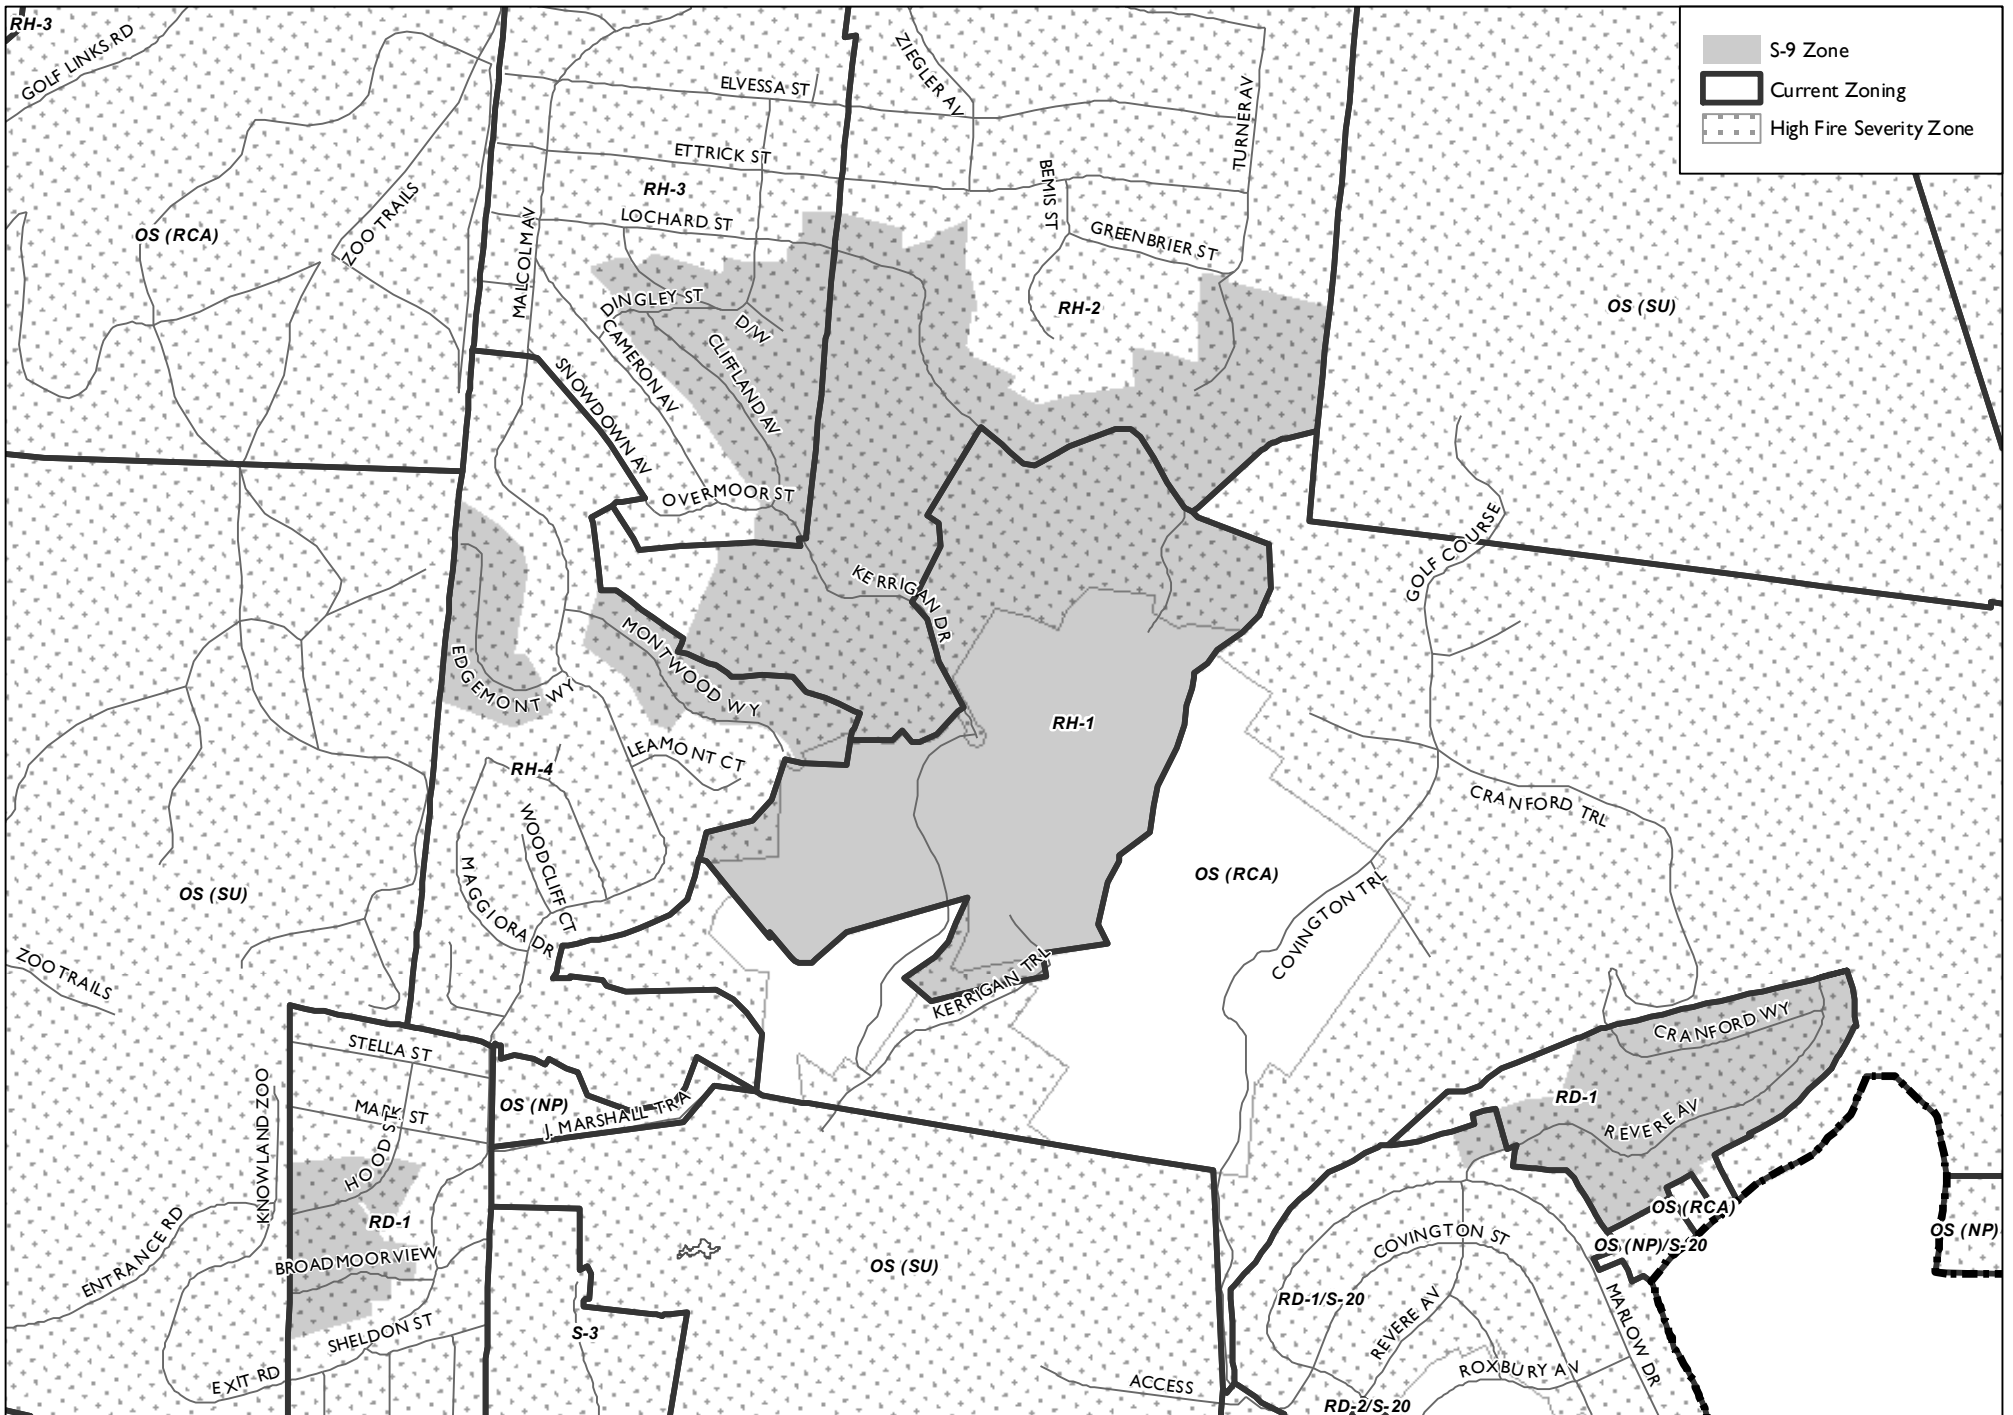 RH-3
GOLF LINKS RD
S-9 Zone
Current Zoning
High Fire Severity Zone
ZIEGLER AV
ELVESSA ST
TURNER AV
ETTRICK ST
BEMIS ST
RH-3
ZOO TRAILS
LOCHARD ST
OS (RCA)
MALCOLM AV
GREENBRIER ST
DINGLEY ST
RH-2
OS (SU)
D/W
CAMERON AV
CLIFFLAND AV
SNOWDOWN AV
OVERMOOR ST
GOLF COURSE
KERRIGAN DR
MONTWOOD WY
EDGEMONT WY
RH-1
LEAMONT CT
RH-4
CRANFORD TRL
WOODCLIFF CT
OS (RCA)
OS (SU)
MAGGIORA DR
COVINGTON TRL
ZOO TRAILS
KERRIGAN TRL
CRANFORD WY
STELLA ST
KNOWLAND ZOO
OS (NP)
J. MARSHALL TRA
MARK ST
HOOD ST
RD-1
REVERE AV
RD-1
OS (RCA)
ENTRANCE RD
BROADMOOR VIEW
COVINGTON ST
OS (NP)/S-20
OS (NP)
OS (SU)
RD-1/S-20
REVERE AV
MARLOW DR
SHELDON ST
S-3
EXIT RD
ACCESS
ROXBURY AV
RD-2/S-20